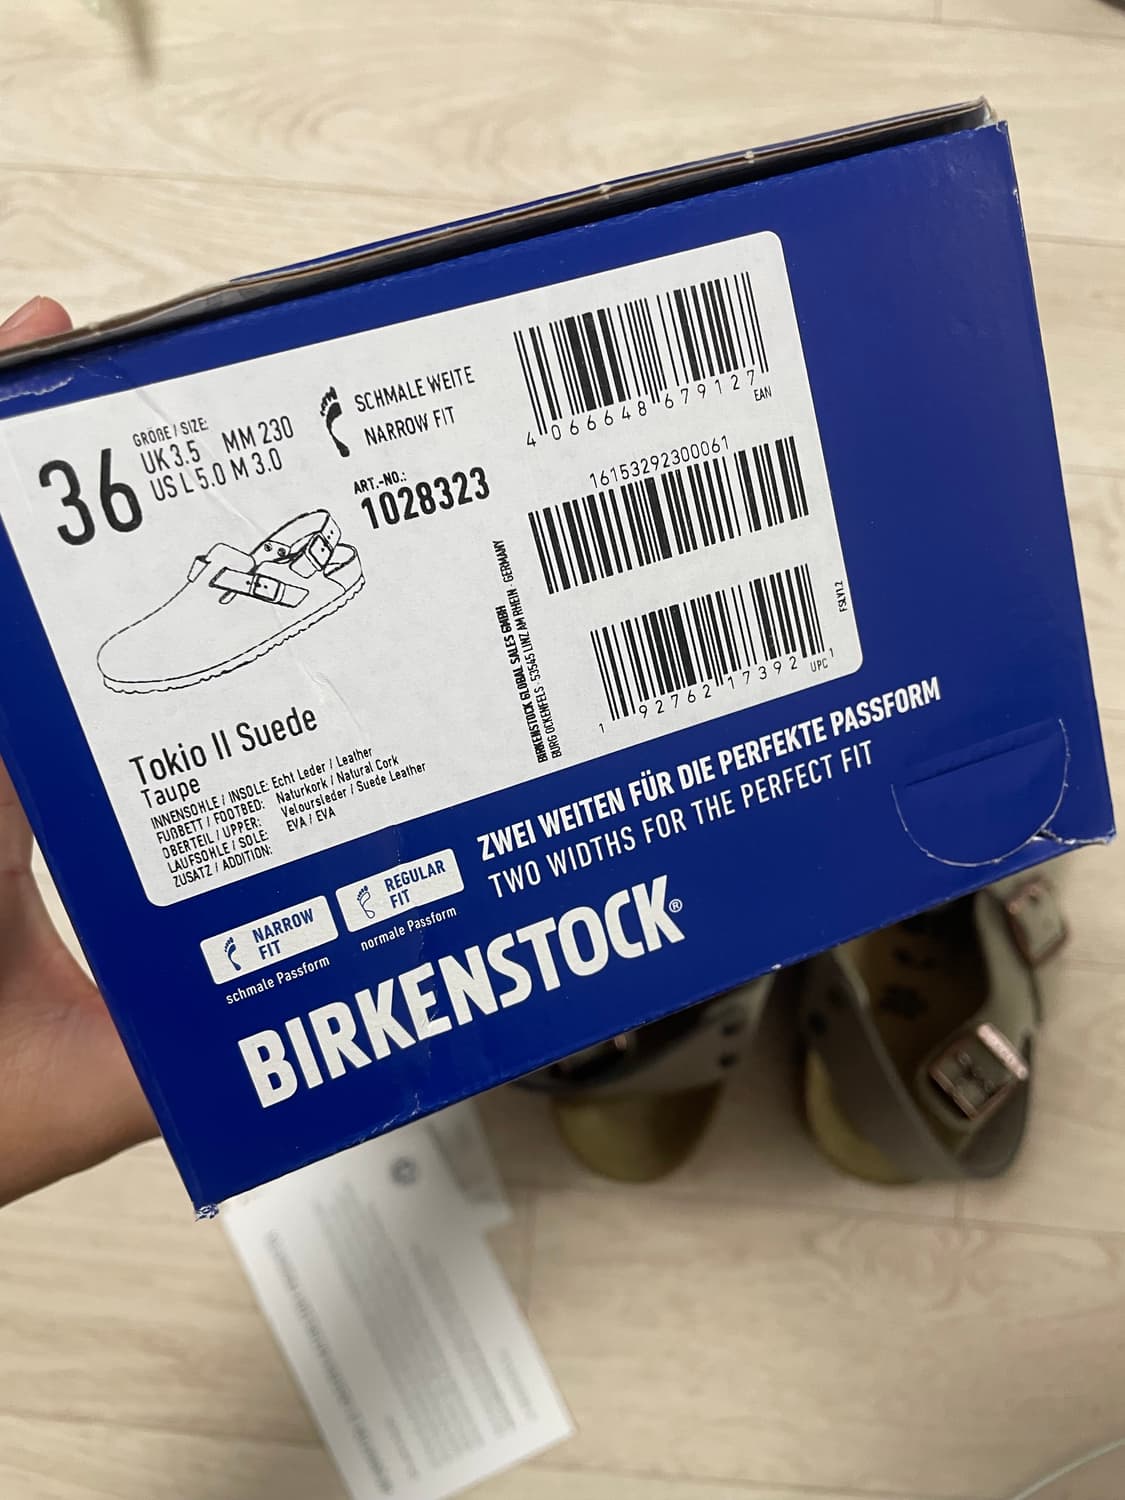 GRÖßE / SIZE:
36
UK 3.5 MM 230
US L 5.0 M 3.0
SCHMALE WEITE
NARROW FIT
ART.-NO.:
1028323
4 066648 679127
EAN
16153292300061
1 92762 17392 1
UPC
FSLV1.2
BIRKENSTOCK GLOBAL SALES GMBH
BURG OCKENFELS · 53545 LINZ AM RHEIN · GERMANY
Tokio II Suede
Taupe
INNENSOHLE / INSOLE: Echt Leder / Leather
FUßBETT / FOOTBED: Naturkork / Natural Cork
OBERTEIL / UPPER: Veloursleder / Suede Leather
LAUFSOHLE / SOLE: EVA / EVA
ZUSATZ / ADDITION:
NARROW
FIT
schmale Passform
REGULAR
FIT
normale Passform
ZWEI WEITEN FÜR DIE PERFEKTE PASSFORM
TWO WIDTHS FOR THE PERFECT FIT
BIRKENSTOCK®